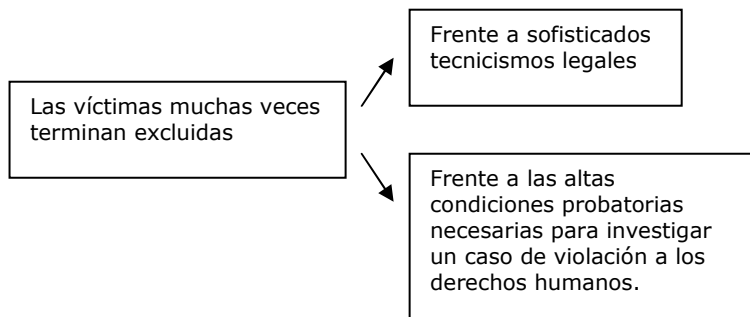 Las víctimas muchas veces
terminan excluidas
Frente a sofisticados
tecnicismos legales
Frente a las altas
condiciones probatorias
necesarias para investigar
un caso de violación a los
derechos humanos.